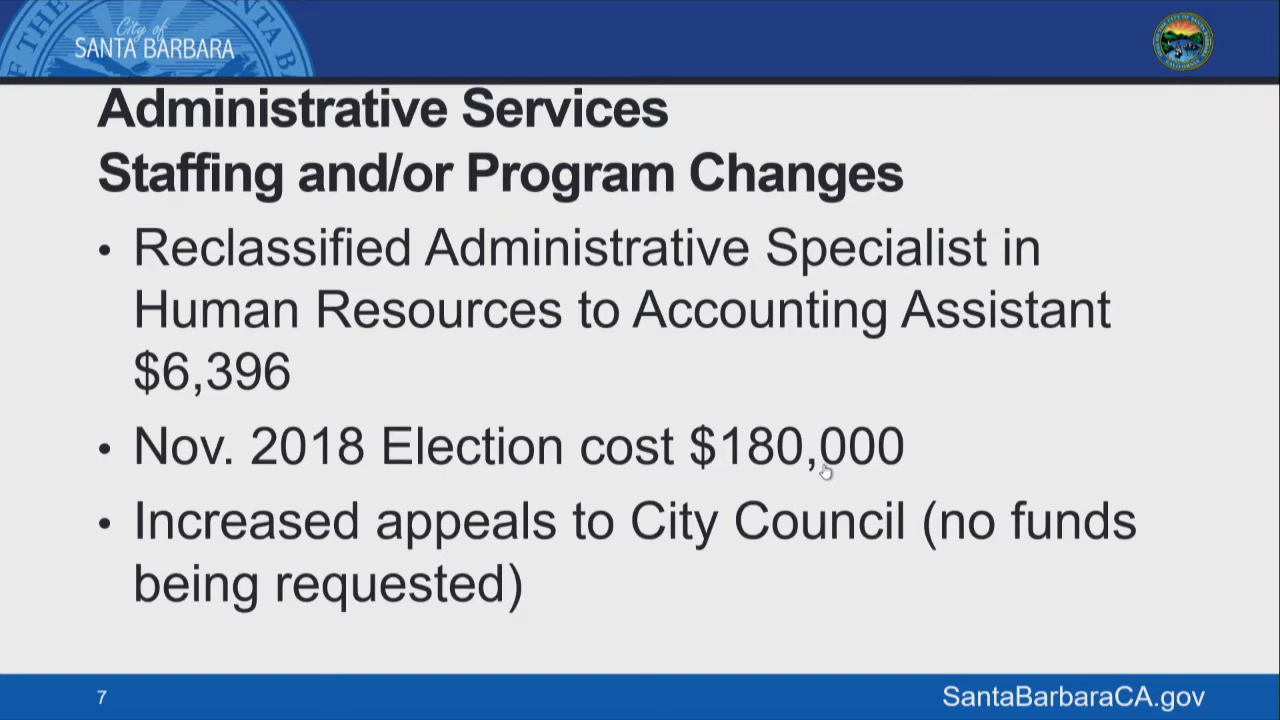 City of
SANTA BARBARA
Administrative Services
Staffing and/or Program Changes
• Reclassified Administrative Specialist in
Human Resources to Accounting Assistant
$6,396
• Nov. 2018 Election cost $180,000
• Increased appeals to City Council (no funds
being requested)
7
SantaBarbaraCA.gov